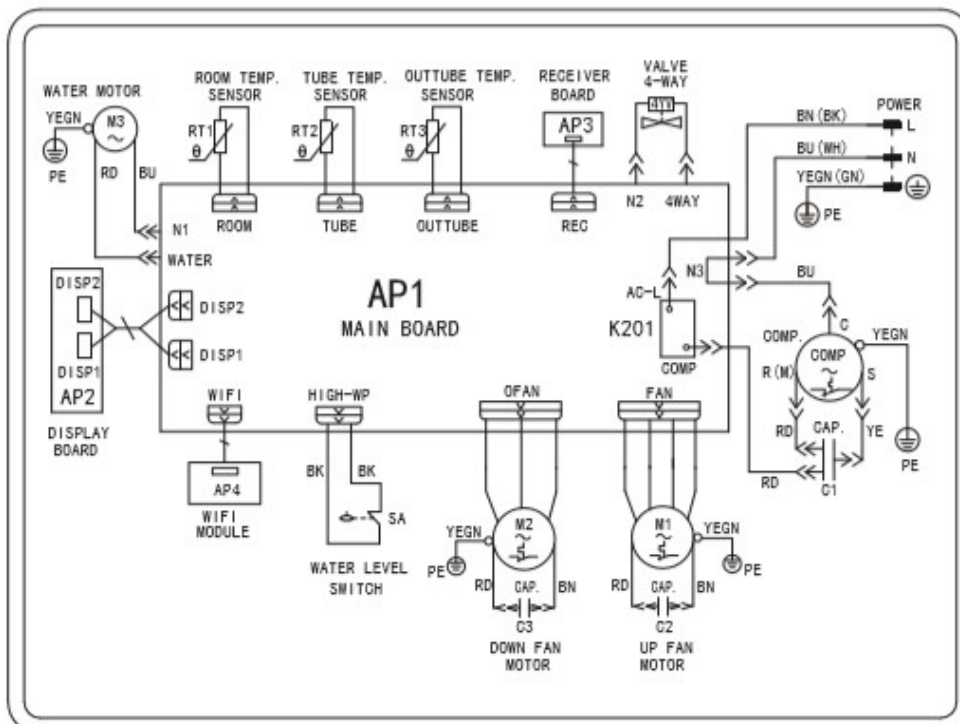 WATER MOTOR
YEGN
M3
PE
RD
BU
ROOM TEMP.
SENSOR
RT1
θ
TUBE TEMP.
SENSOR
RT2
θ
OUTTUBE TEMP.
SENSOR
RT3
θ
RECEIVER
BOARD
AP3
VALVE
4-WAY
4YV
POWER
BN(BK)
L
BU(WH)
N
YEGN(GN)
PE
N1
WATER
ROOM
TUBE
OUTTUBE
REC
N2
4WAY
N3
BU
DISP2
DISP1
AP2
DISPLAY
BOARD
DISP2
DISP1
AP1
MAIN BOARD
AC-L
K201
COMP
COMP.
C
COMP
YEGN
R(M)
S
RD
CAP.
YE
RD
C1
PE
WIFI
AP4
WIFI
MODULE
HIGH-WP
BK
BK
SA
WATER LEVEL
SWITCH
OFAN
M2
YEGN
PE
RD
CAP.
BN
C3
DOWN FAN
MOTOR
FAN
M1
YEGN
PE
RD
CAP.
BN
C2
UP FAN
MOTOR